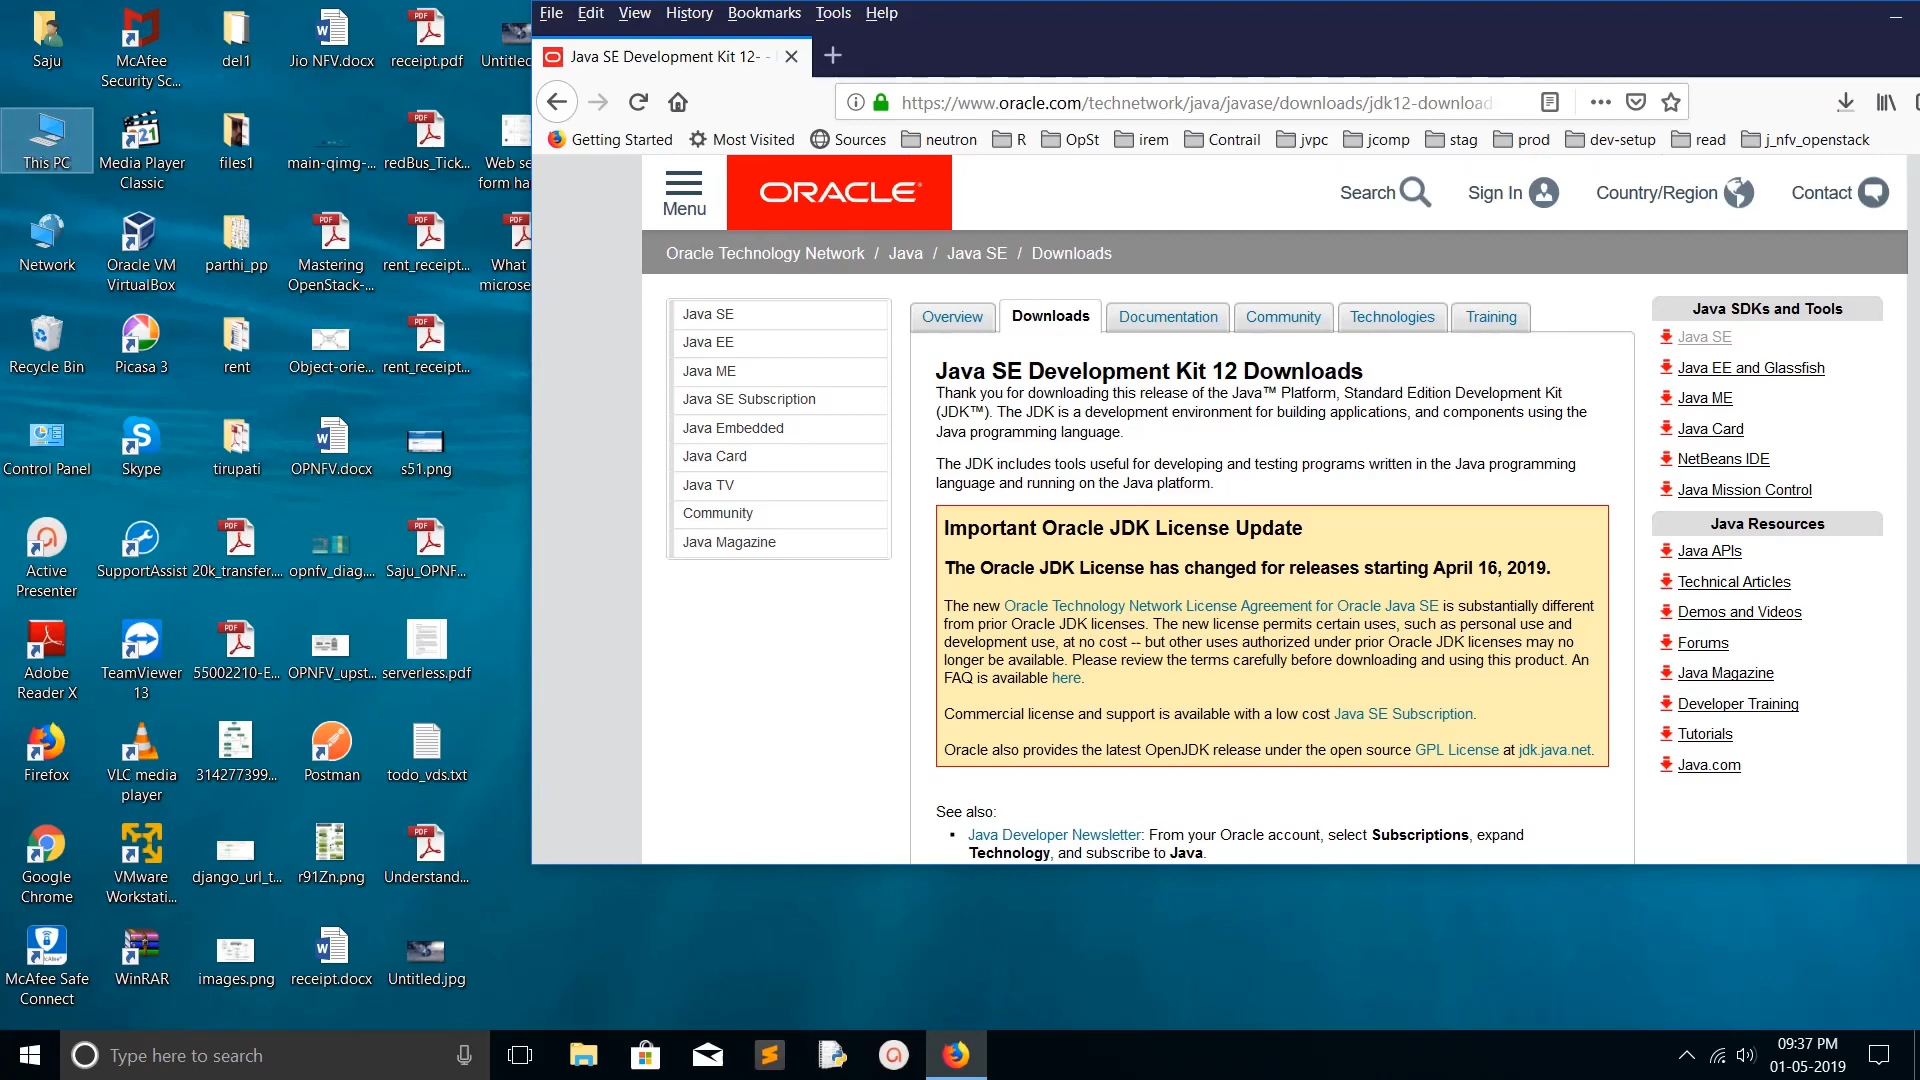 Saju
McAfee
Security Sc...
del1
Jio NFV.docx
receipt.pdf
Untitled
This PC
Media Player
Classic
files1
main-qimg-...
redBus_Tick...
Web se
form ha
Network
Oracle VM
VirtualBox
parthi_pp
Mastering
OpenStack-...
rent_receipt...
What
microse
Recycle Bin
Picasa 3
rent
Object-orie...
rent_receipt...
Control Panel
Skype
tirupati
OPNFV.docx
s51.png
Active
Presenter
SupportAssist
20k_transfer....
opnfv_diag....
Saju_OPNF...
Adobe
Reader X
TeamViewer
13
55002210-E...
OPNFV_upst...
serverless.pdf
Firefox
VLC media
player
314277399...
Postman
todo_vds.txt
Google
Chrome
VMware
Workstati...
django_url_t...
r91Zn.png
Understand...
McAfee Safe
Connect
WinRAR
images.png
receipt.docx
Untitled.jpg
File Edit View History Bookmarks Tools Help
Java SE Development Kit 12- -
https://www.oracle.com/technetwork/java/javase/downloads/jdk12-download
Getting Started Most Visited Sources neutron R OpSt irem Contrail jvpc jcomp stag prod dev-setup read j_nfv_openstack
Menu
ORACLE
Search Sign In Country/Region Contact
Oracle Technology Network / Java / Java SE / Downloads
Java SE
Java EE
Java ME
Java SE Subscription
Java Embedded
Java Card
Java TV
Community
Java Magazine
Overview Downloads Documentation Community Technologies Training
Java SE Development Kit 12 Downloads
Thank you for downloading this release of the Java™ Platform, Standard Edition Development Kit
(JDK™). The JDK is a development environment for building applications, and components using the
Java programming language.
The JDK includes tools useful for developing and testing programs written in the Java programming
language and running on the Java platform.
Important Oracle JDK License Update
The Oracle JDK License has changed for releases starting April 16, 2019.
The new Oracle Technology Network License Agreement for Oracle Java SE is substantially different
from prior Oracle JDK licenses. The new license permits certain uses, such as personal use and
development use, at no cost -- but other uses authorized under prior Oracle JDK licenses may no
longer be available. Please review the terms carefully before downloading and using this product. An
FAQ is available here.
Commercial license and support is available with a low cost Java SE Subscription.
Oracle also provides the latest OpenJDK release under the open source GPL License at jdk.java.net.
See also:
Java Developer Newsletter: From your Oracle account, select Subscriptions, expand
Technology, and subscribe to Java.
Java SDKs and Tools
Java SE
Java EE and Glassfish
Java ME
Java Card
NetBeans IDE
Java Mission Control
Java Resources
Java APIs
Technical Articles
Demos and Videos
Forums
Java Magazine
Developer Training
Tutorials
Java.com
Type here to search
09:37 PM
01-05-2019